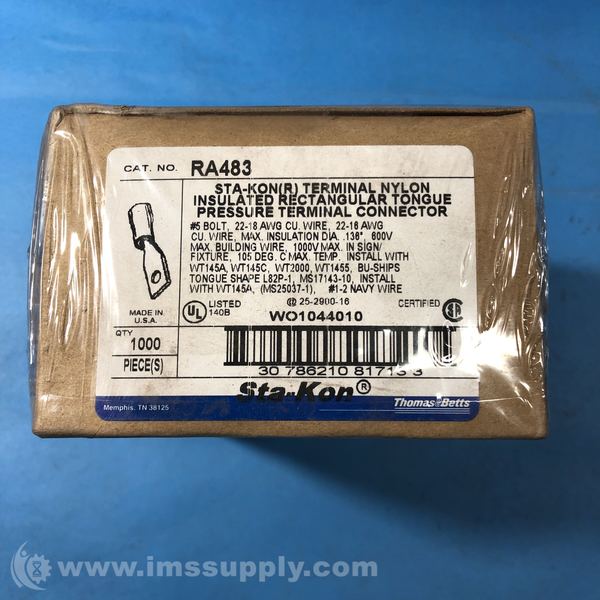 CAT. NO. RA483
STA-KON(R) TERMINAL NYLON
INSULATED RECTANGULAR TONGUE
PRESSURE TERMINAL CONNECTOR
#5 BOLT, 22-18 AWG CU. WIRE, 22-16 AWG
CU. WIRE, MAX. INSULATION DIA. .136", 600V
MAX. BUILDING WIRE, 1000V MAX. IN SIGN/
FIXTURE, 105 DEG. C MAX. TEMP. INSTALL WITH
WT145A, WT145C, WT2000, WT1455, BU-SHIPS
TONGUE SHAPE L82P-1, MS17143-10, INSTALL
WITH WT145A, (MS25037-1), #1-2 NAVY WIRE
MADE IN
U.S.A.
UL LISTED
140B
25-2900-16
CERTIFIED
WO1044010
QTY
1000
PIECE(S)
30 786210 817
Sta-Kon®
Memphis, TN 38125
Thomas & Betts
www.imssupply.com